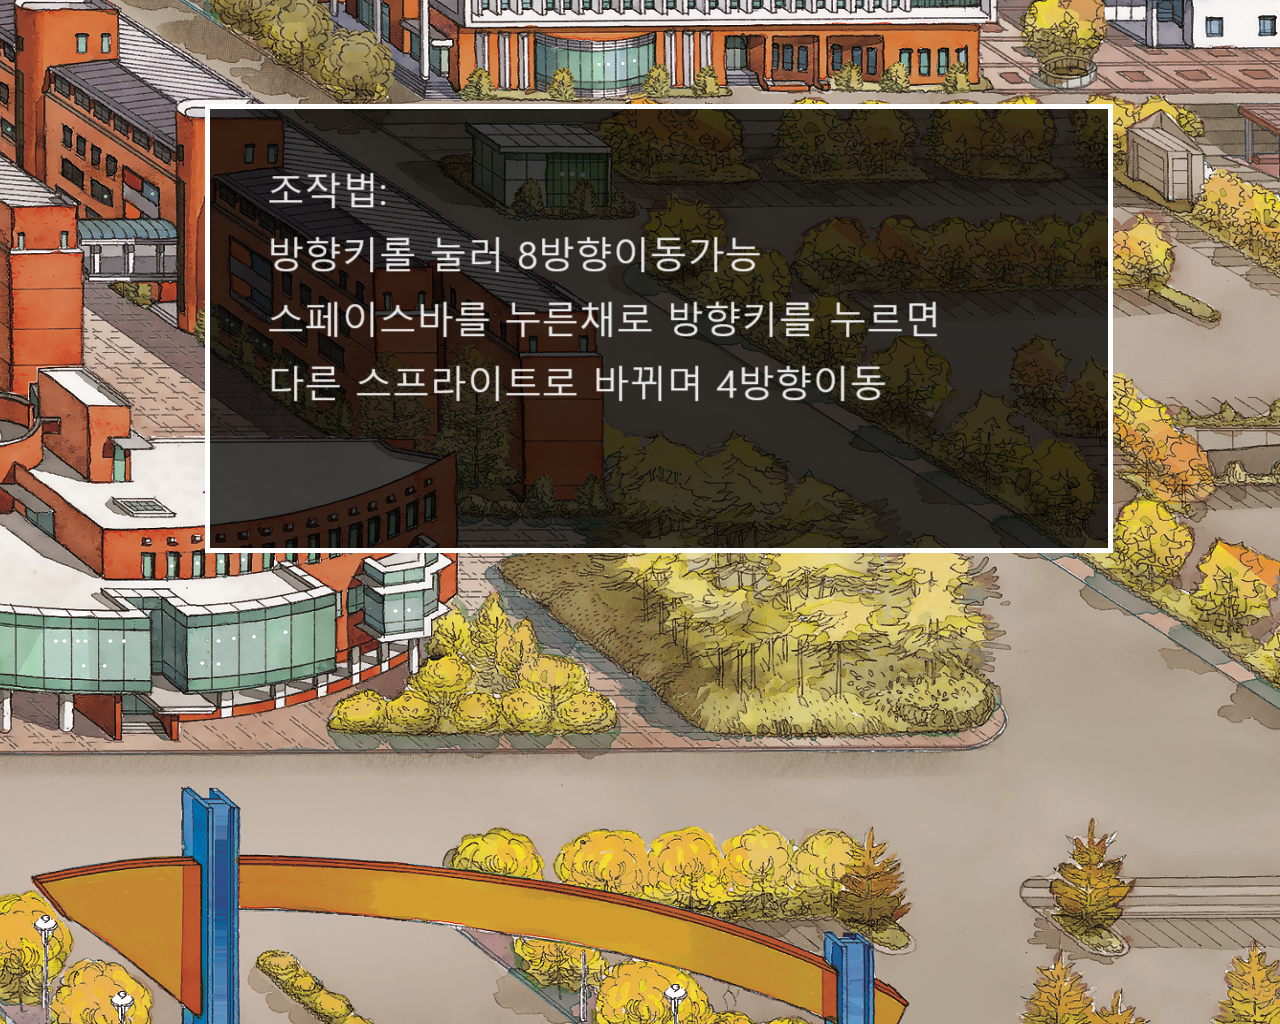 조작법:
방향키롤 눌러 8방향이동가능
스페이스바를 누른채로 방향키를 누르면
다른 스프라이트로 바뀌며 4방향이동